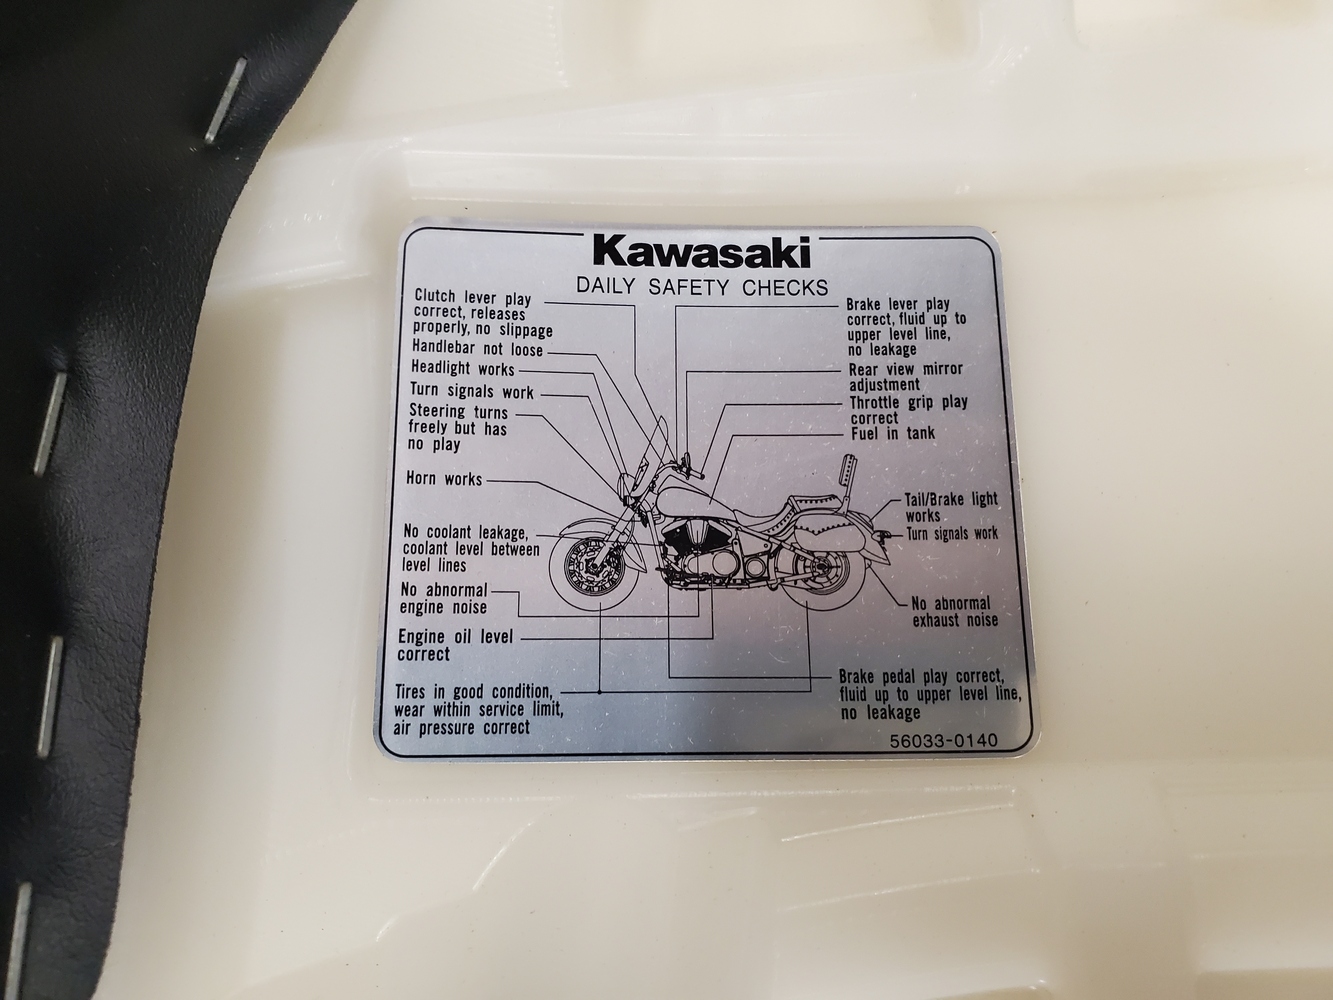 Kawasaki
DAILY SAFETY CHECKS
Clutch lever play
correct, releases
properly, no slippage
Handlebar not loose
Headlight works
Turn signals work
Steering turns
freely but has
no play
Horn works
No coolant leakage,
coolant level between
level lines
No abnormal
engine noise
Engine oil level
correct
Tires in good condition,
wear within service limit,
air pressure correct
Brake lever play
correct, fluid up to
upper level line,
no leakage
Rear view mirror
adjustment
Throttle grip play
correct
Fuel in tank
Tail/Brake light
works
Turn signals work
No abnormal
exhaust noise
Brake pedal play correct,
fluid up to upper level line,
no leakage
56033-0140